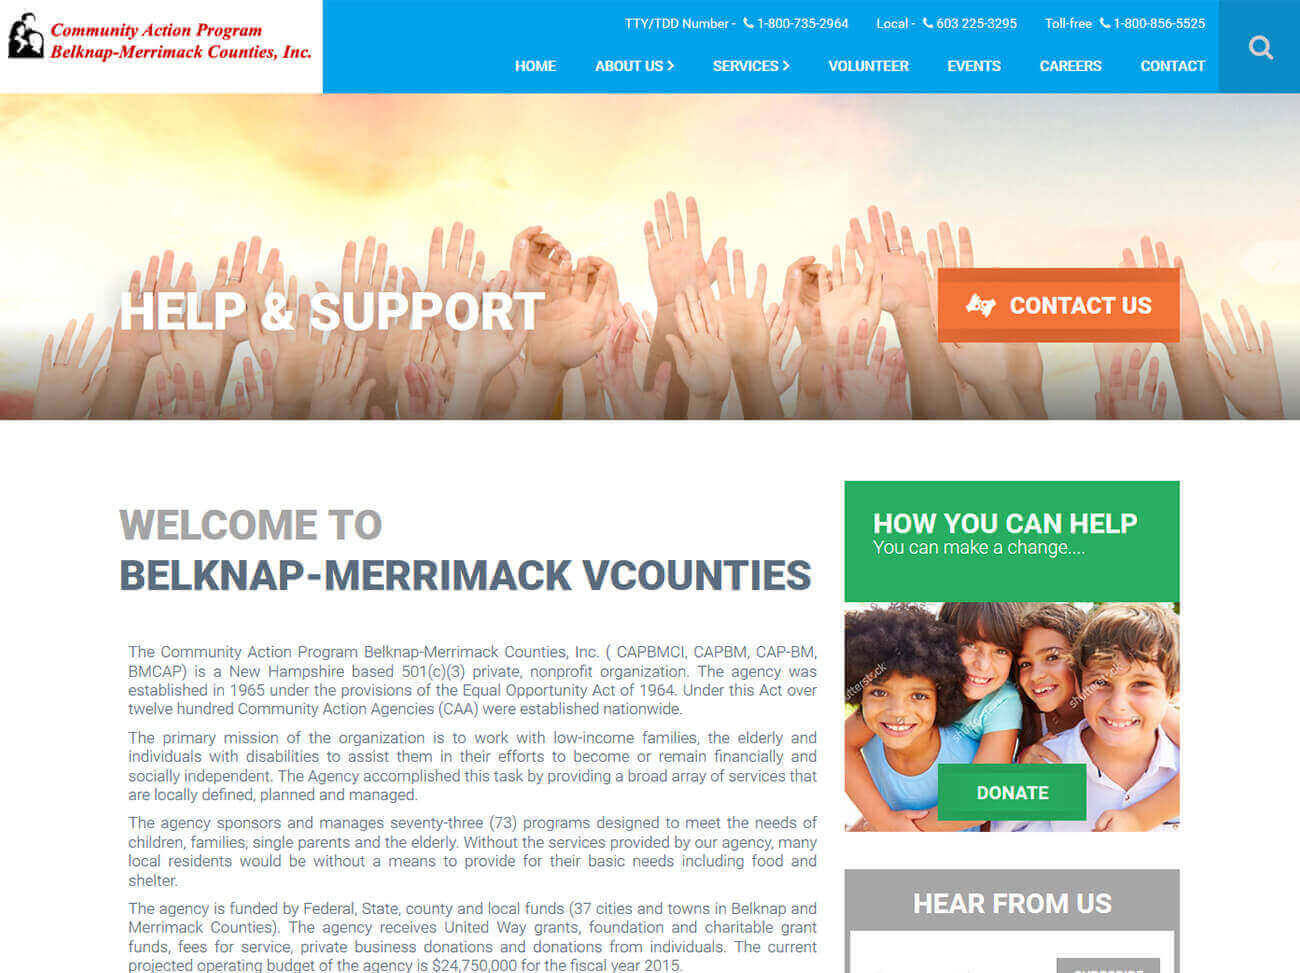 Community Action Program
Belknap-Merrimack Counties, Inc.
TTY/TDD Number - 1-800-735-2964 Local - 603 225-3295 Toll-free 1-800-856-5525
HOME ABOUT US SERVICES VOLUNTEER EVENTS CAREERS CONTACT
HELP & SUPPORT
CONTACT US
WELCOME TO
BELKNAP-MERRIMACK VCOUNTIES
The Community Action Program Belknap-Merrimack Counties, Inc. ( CAPBMCI, CAPBM, CAP-BM,
BMCAP) is a New Hampshire based 501(c)(3) private, nonprofit organization. The agency was
established in 1965 under the provisions of the Equal Opportunity Act of 1964. Under this Act over
twelve hundred Community Action Agencies (CAA) were established nationwide.
The primary mission of the organization is to work with low-income families, the elderly and
individuals with disabilities to assist them in their efforts to become or remain financially and
socially independent. The Agency accomplished this task by providing a broad array of services that
are locally defined, planned and managed.
The agency sponsors and manages seventy-three (73) programs designed to meet the needs of
children, families, single parents and the elderly. Without the services provided by our agency, many
local residents would be without a means to provide for their basic needs including food and
shelter.
The agency is funded by Federal, State, county and local funds (37 cities and towns in Belknap and
Merrimack Counties). The agency receives United Way grants, foundation and charitable grant
funds, fees for service, private business donations and donations from individuals. The current
projected operating budget of the agency is $24,750,000 for the fiscal year 2015.
HOW YOU CAN HELP
You can make a change....
DONATE
HEAR FROM US